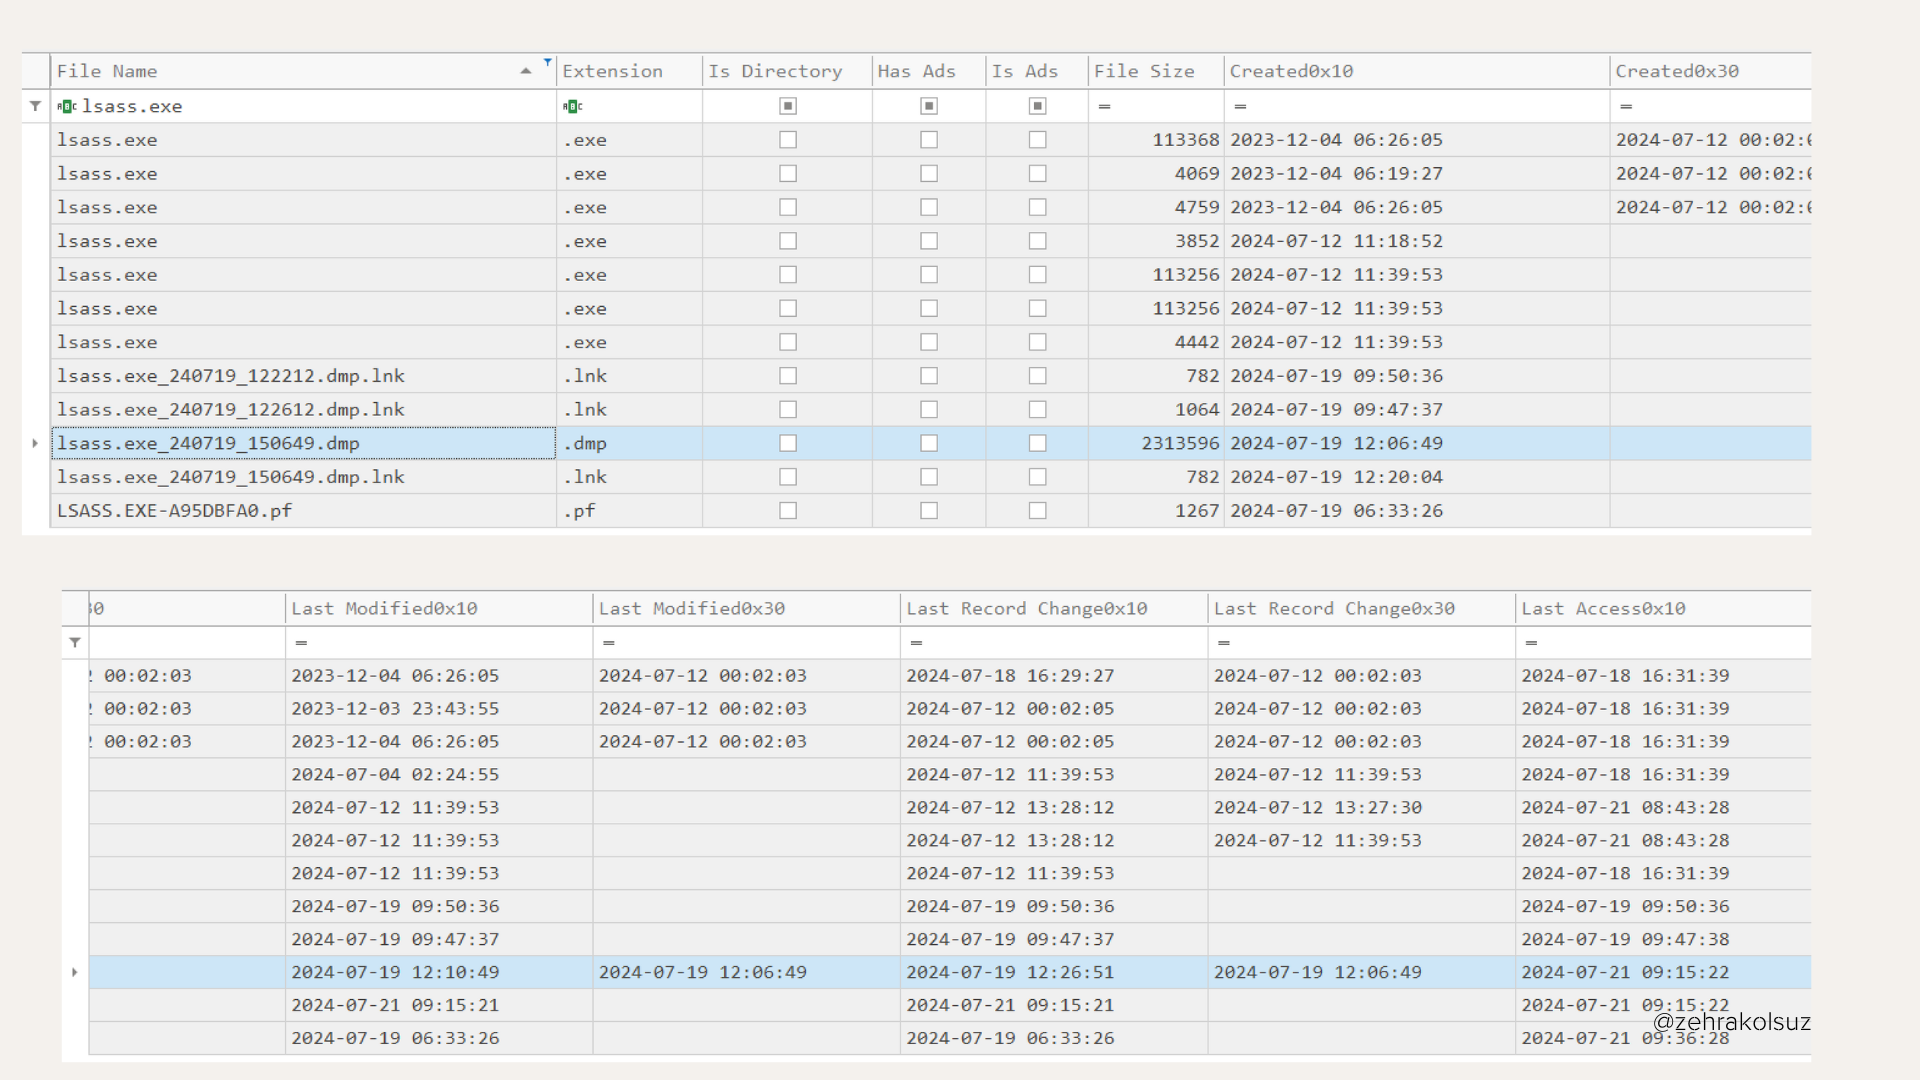 File Name Extension Is Directory Has Ads Is Ads File Size Created0x10 Created0x30
lsass.exe = = =
lsass.exe .exe 113368 2023-12-04 06:26:05 2024-07-12 00:02:0
lsass.exe .exe 4069 2023-12-04 06:19:27 2024-07-12 00:02:0
lsass.exe .exe 4759 2023-12-04 06:26:05 2024-07-12 00:02:0
lsass.exe .exe 3852 2024-07-12 11:18:52
lsass.exe .exe 113256 2024-07-12 11:39:53
lsass.exe .exe 113256 2024-07-12 11:39:53
lsass.exe .exe 4442 2024-07-12 11:39:53
lsass.exe_240719_122212.dmp.lnk .lnk 782 2024-07-19 09:50:36
lsass.exe_240719_122612.dmp.lnk .lnk 1064 2024-07-19 09:47:37
lsass.exe_240719_150649.dmp .dmp 2313596 2024-07-19 12:06:49
lsass.exe_240719_150649.dmp.lnk .lnk 782 2024-07-19 12:20:04
LSASS.EXE-A95DBFA0.pf .pf 1267 2024-07-19 06:33:26
30 Last Modified0x10 Last Modified0x30 Last Record Change0x10 Last Record Change0x30 Last Access0x10
= = = = =
2 00:02:03 2023-12-04 06:26:05 2024-07-12 00:02:03 2024-07-18 16:29:27 2024-07-12 00:02:03 2024-07-18 16:31:39
2 00:02:03 2023-12-03 23:43:55 2024-07-12 00:02:03 2024-07-12 00:02:05 2024-07-12 00:02:03 2024-07-18 16:31:39
2 00:02:03 2023-12-04 06:26:05 2024-07-12 00:02:03 2024-07-12 00:02:05 2024-07-12 00:02:03 2024-07-18 16:31:39
2024-07-04 02:24:55 2024-07-12 11:39:53 2024-07-12 11:39:53 2024-07-18 16:31:39
2024-07-12 11:39:53 2024-07-12 13:28:12 2024-07-12 13:27:30 2024-07-21 08:43:28
2024-07-12 11:39:53 2024-07-12 13:28:12 2024-07-12 11:39:53 2024-07-21 08:43:28
2024-07-12 11:39:53 2024-07-12 11:39:53 2024-07-18 16:31:39
2024-07-19 09:50:36 2024-07-19 09:50:36 2024-07-19 09:50:36
2024-07-19 09:47:37 2024-07-19 09:47:37 2024-07-19 09:47:38
2024-07-19 12:10:49 2024-07-19 12:06:49 2024-07-19 12:26:51 2024-07-19 12:06:49 2024-07-21 09:15:22
2024-07-21 09:15:21 2024-07-21 09:15:21 2024-07-21 09:15:22
@zehrakolsuz
2024-07-19 06:33:26 2024-07-19 06:33:26 2024-07-21 09:36:28